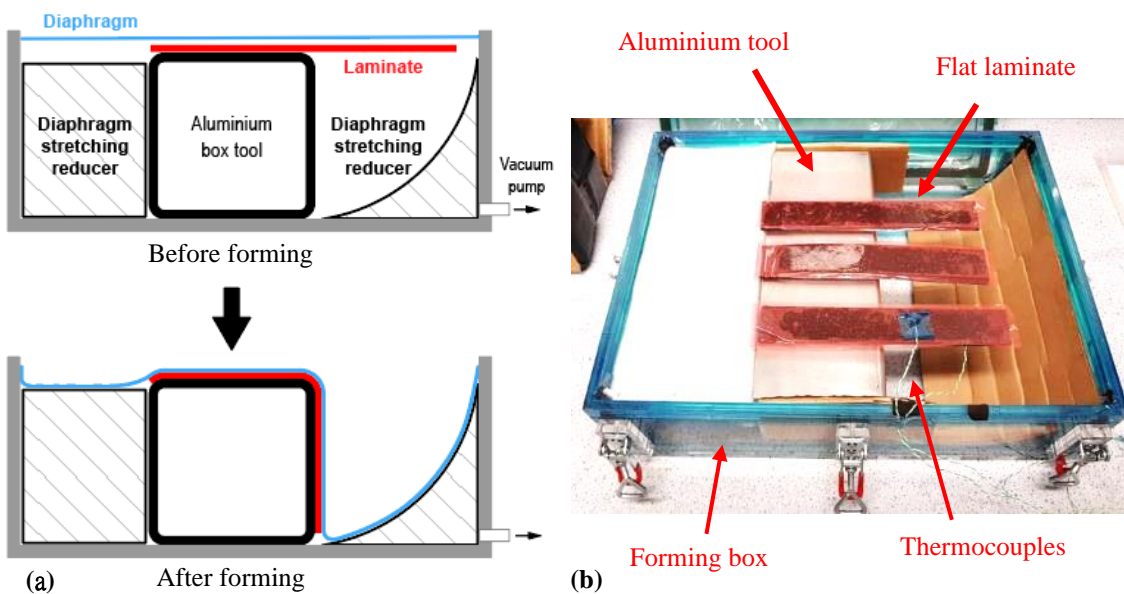 Diaphragm
Laminate
Diaphragm
stretching
reducer
Aluminium
box tool
Diaphragm
stretching
reducer
Vacuum
pump
Before forming
After forming
(a)
Aluminium tool
Flat laminate
Forming box
Thermocouples
(b)